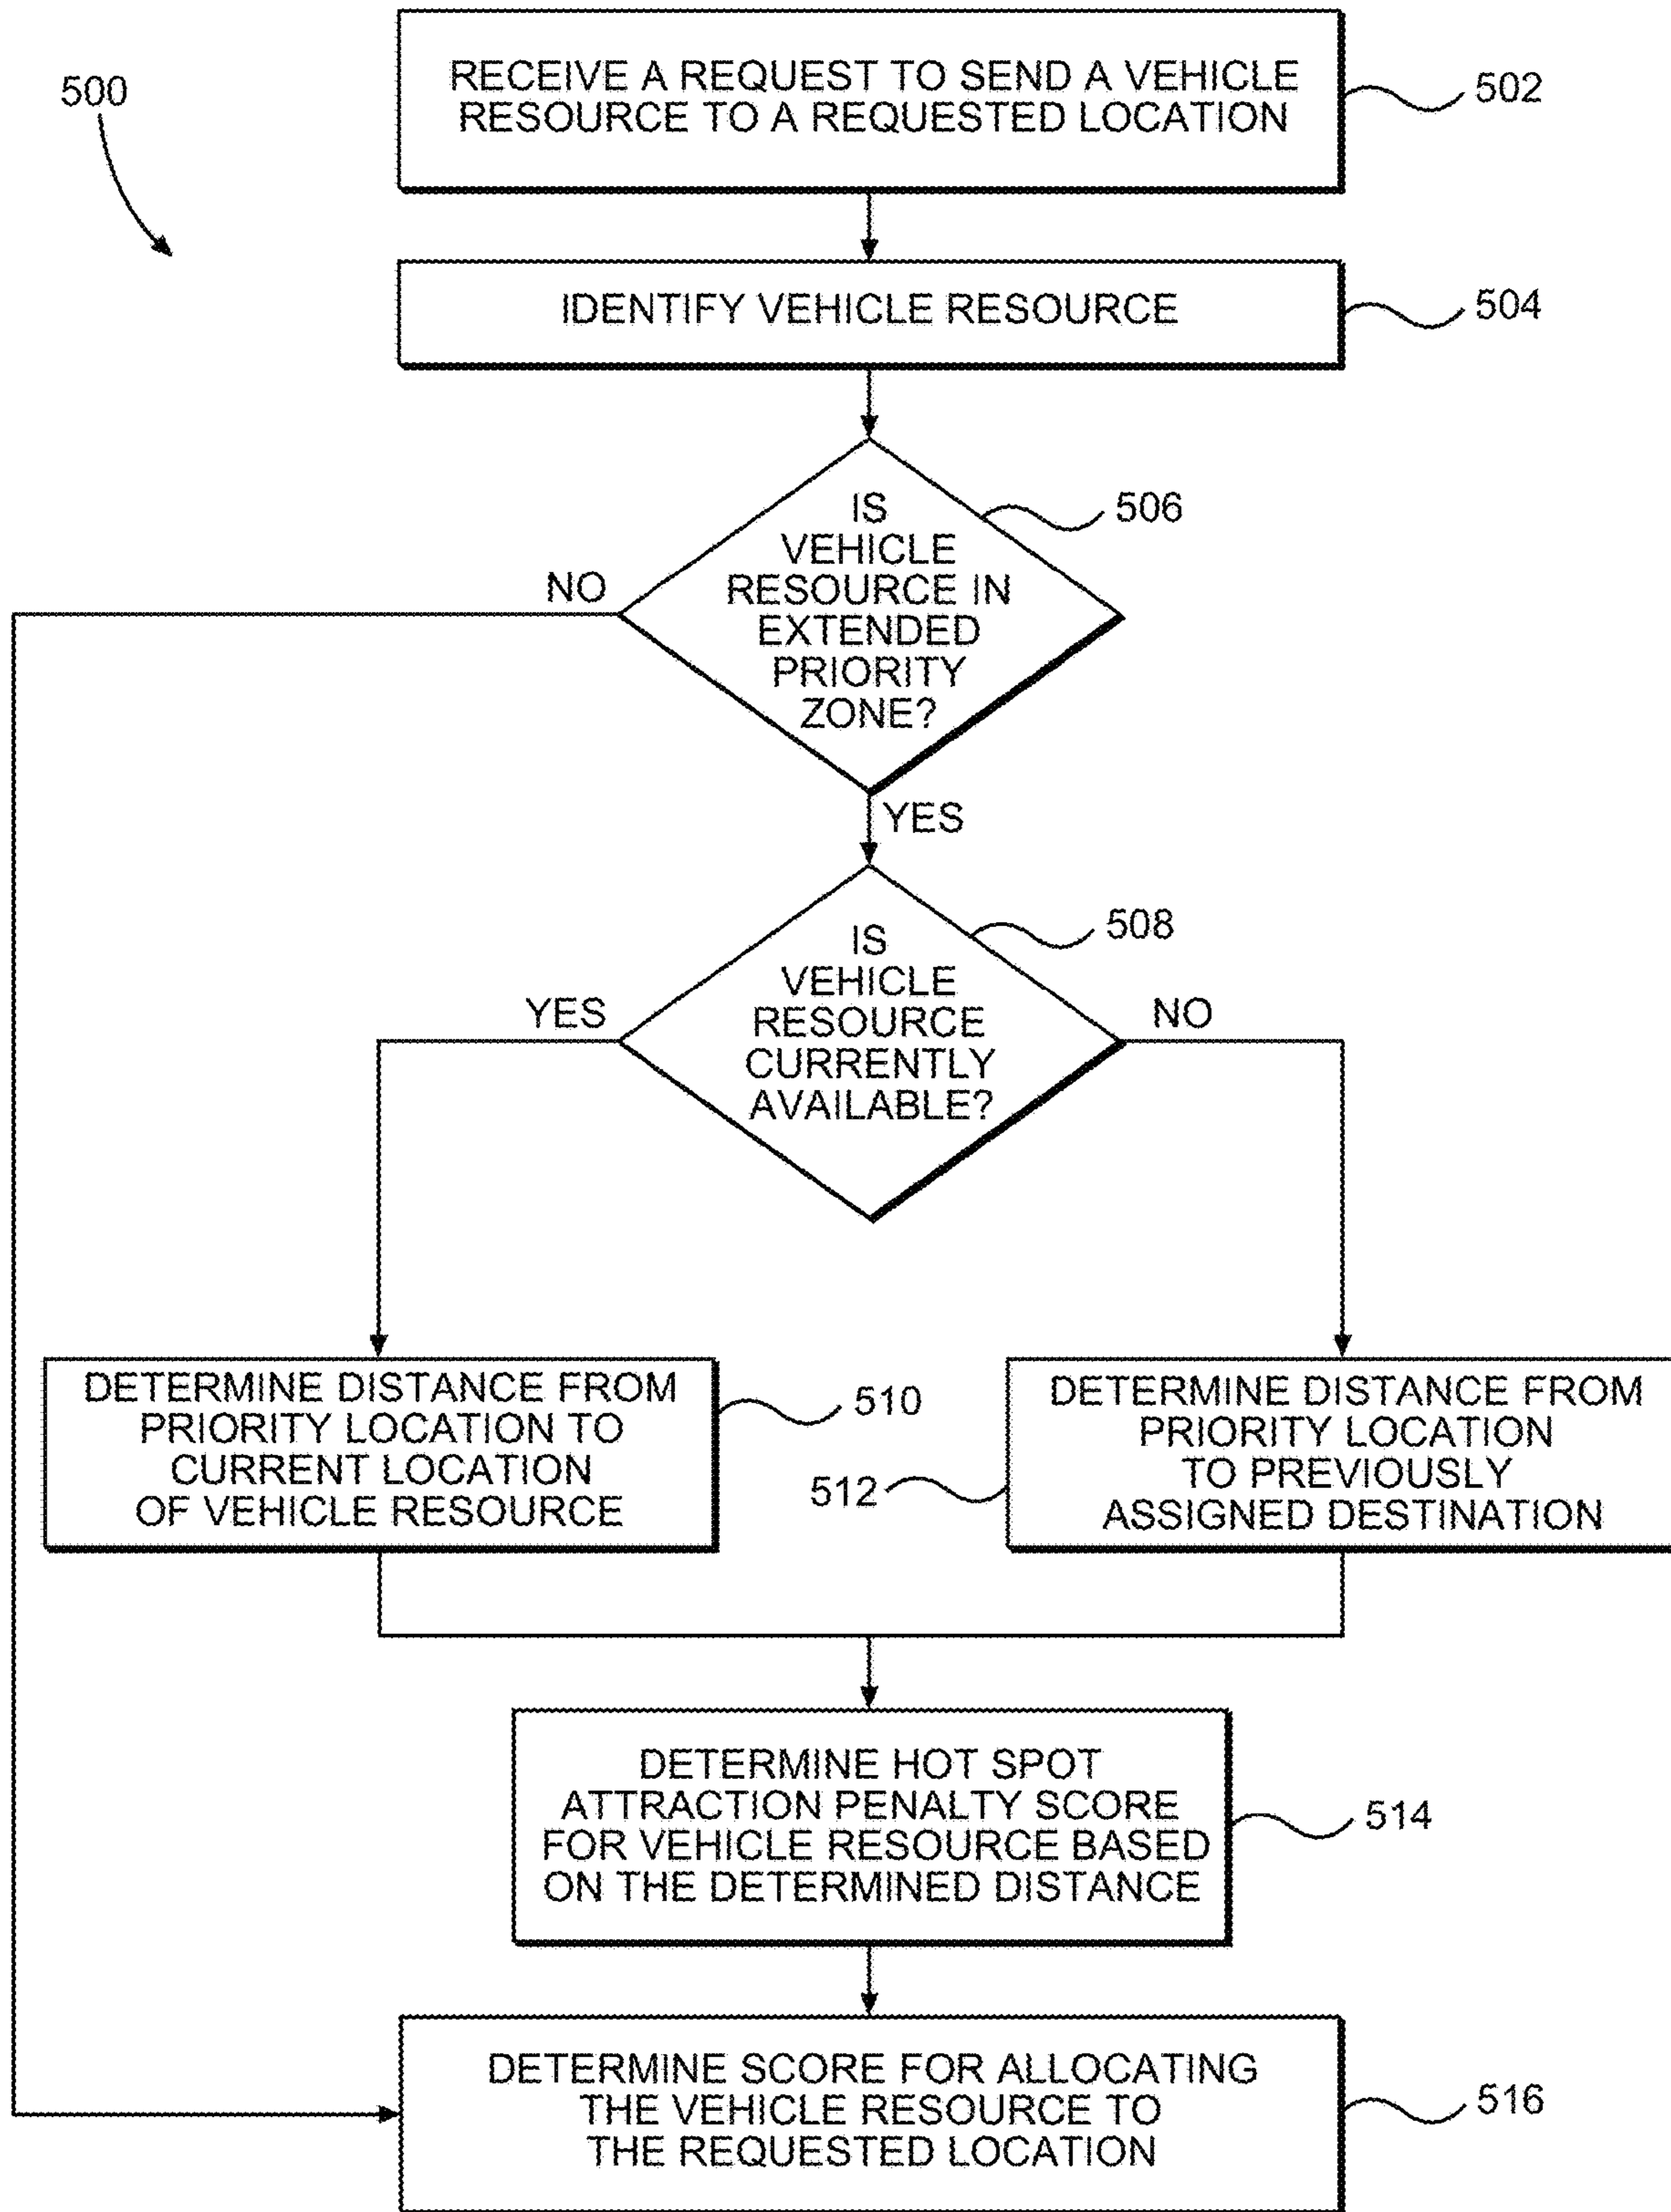 RECEIVE A REQUEST TO SEND A VEHICLE
RESOURCE TO A REQUESTED LOCATION
502
500
IDENTIFY VEHICLE RESOURCE
504
IS
VEHICLE
RESOURCE IN
EXTENDED
PRIORITY
ZONE?
506
NO
YES
IS
VEHICLE
RESOURCE
CURRENTLY
AVAILABLE?
508
YES
NO
DETERMINE DISTANCE FROM
PRIORITY LOCATION TO
CURRENT LOCATION
OF VEHICLE RESOURCE
510
DETERMINE DISTANCE FROM
PRIORITY LOCATION
TO PREVIOUSLY
ASSIGNED DESTINATION
512
DETERMINE HOT SPOT
ATTRACTION PENALTY SCORE
FOR VEHICLE RESOURCE BASED
ON THE DETERMINED DISTANCE
514
DETERMINE SCORE FOR ALLOCATING
THE VEHICLE RESOURCE TO
THE REQUESTED LOCATION
516